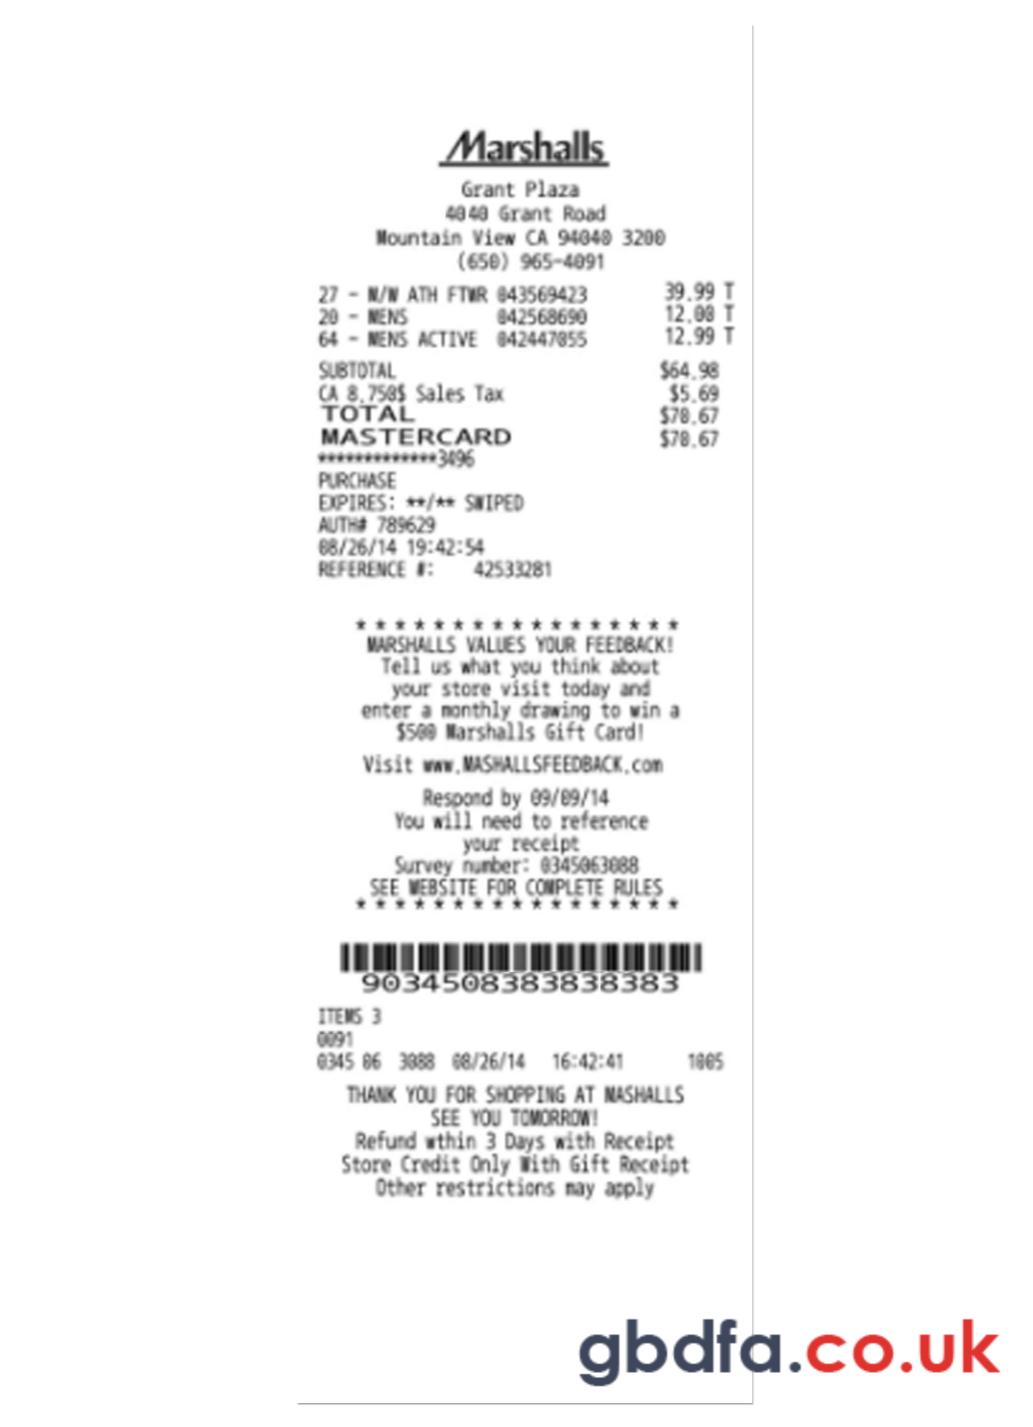 Marshalls
Grant Plaza
4040 Grant Road
Mountain View CA 94040 3200
(650) 965-4091
27 - M/W ATH FTWR 043569423 39.99 T
20 - MENS 042568690 12.00 T
64 - MENS ACTIVE 042447055 12.99 T
SUBTOTAL $64.98
CA 8.750$ Sales Tax $5.69
TOTAL $70.67
MASTERCARD $70.67
*************3496
PURCHASE
EXPIRES: **/** SWIPED
AUTH# 789629
08/26/14 19:42:54
REFERENCE #: 42533281
* * * * * * * * * * * * * * * * *
MARSHALLS VALUES YOUR FEEDBACK!
Tell us what you think about
your store visit today and
enter a monthly drawing to win a
$500 Marshalls Gift Card!
Visit www.MASHALLSFEEDBACK.com
Respond by 09/09/14
You will need to reference
your receipt
Survey number: 0345063088
SEE WEBSITE FOR COMPLETE RULES
* * * * * * * * * * * * * * * * *
9034508383838383
ITEMS 3
0091
0345 06 3088 08/26/14 16:42:41 1005
THANK YOU FOR SHOPPING AT MASHALLS
SEE YOU TOMORROW!
Refund wthin 3 Days with Receipt
Store Credit Only With Gift Receipt
Other restrictions may apply
gbdfa.co.uk